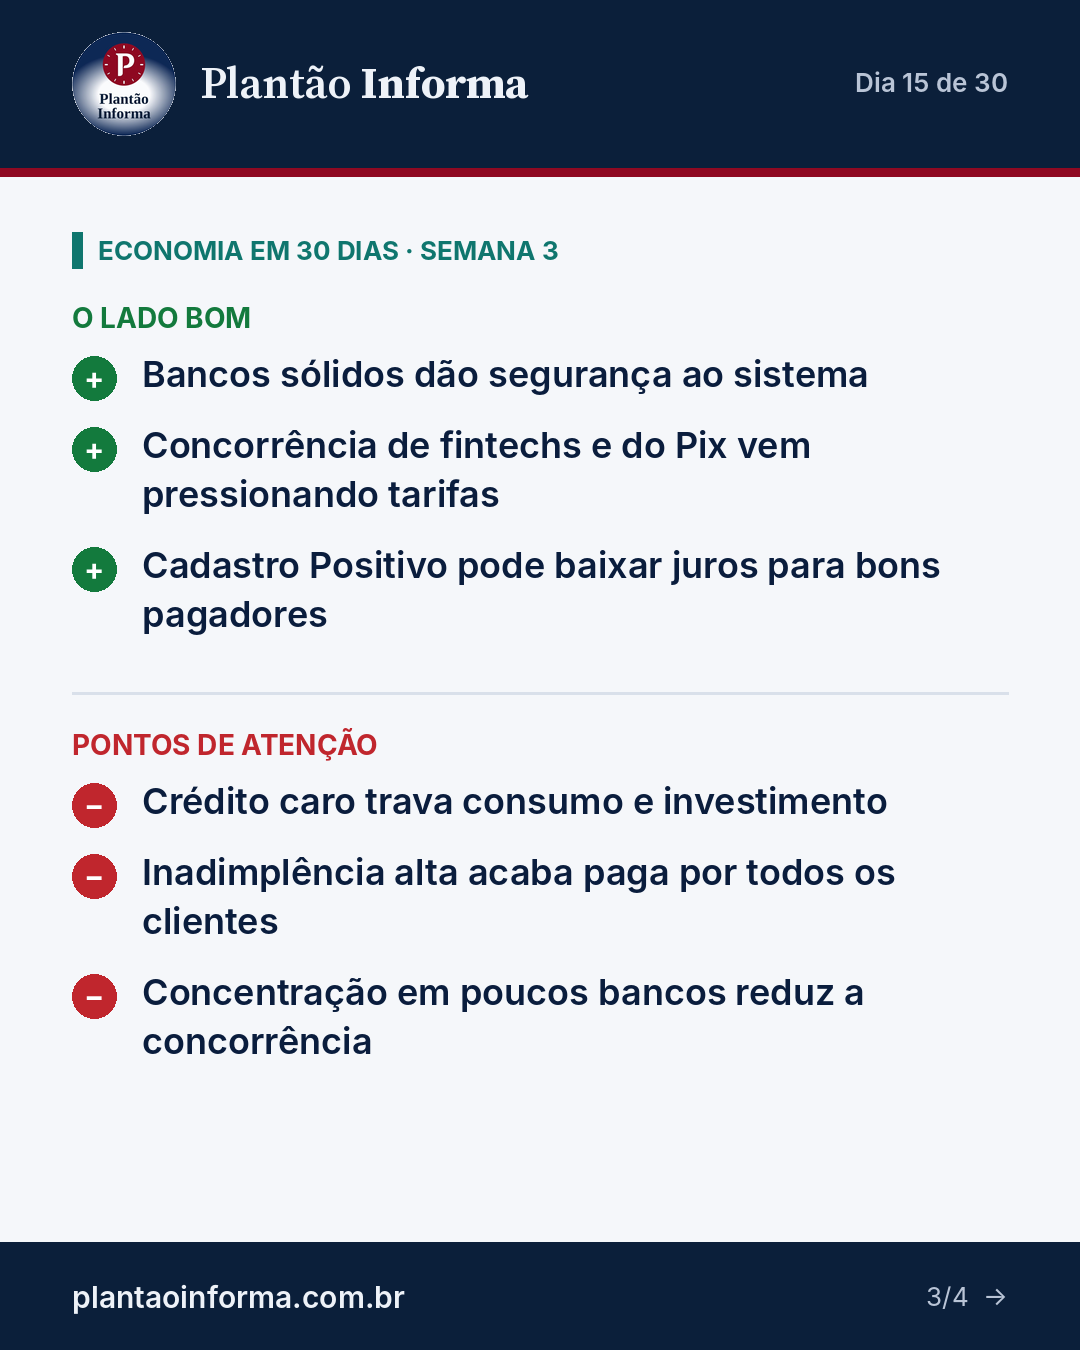 P
Plantão
Informa
Plantão Informa
Dia 15 de 30
ECONOMIA EM 30 DIAS · SEMANA 3
O LADO BOM
+ Bancos sólidos dão segurança ao sistema
+ Concorrência de fintechs e do Pix vem
pressionando tarifas
+ Cadastro Positivo pode baixar juros para bons
pagadores
PONTOS DE ATENÇÃO
– Crédito caro trava consumo e investimento
– Inadimplência alta acaba paga por todos os
clientes
– Concentração em poucos bancos reduz a
concorrência
plantaoinforma.com.br
3/4 →